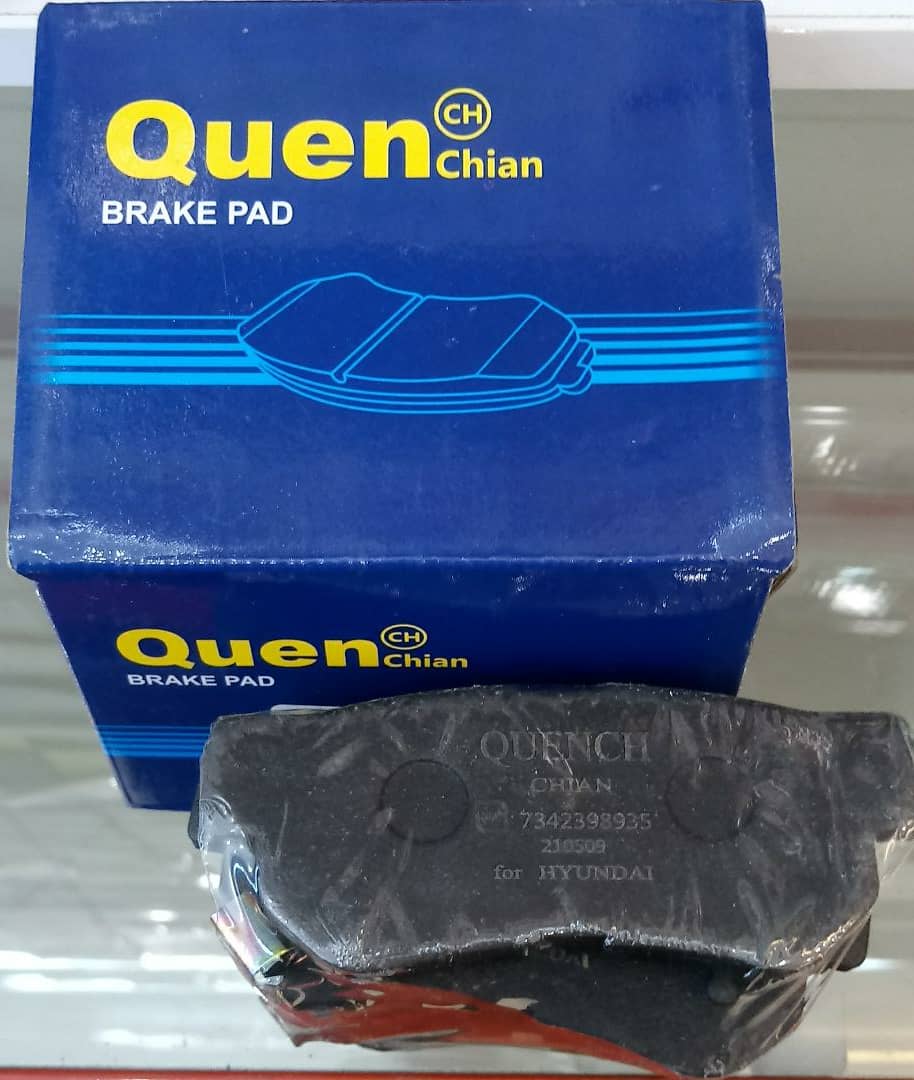 Quen CH
Chian
BRAKE PAD
Quen CH
Chian
BRAKE PAD
QUENCH
CHIAN
7342398935
210509
for HYUNDAI